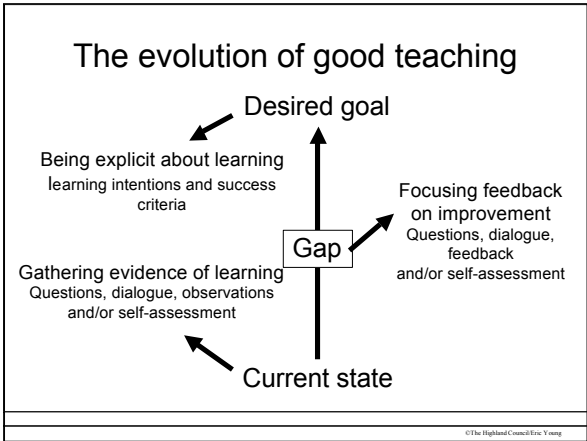 The evolution of good teaching
Desired goal
Being explicit about learning
learning intentions and success
criteria
Focusing feedback
on improvement
Questions, dialogue,
feedback
and/or self-assessment
Gap
Gathering evidence of learning
Questions, dialogue, observations
and/or self-assessment
Current state
©The Highland Council/Eric Young